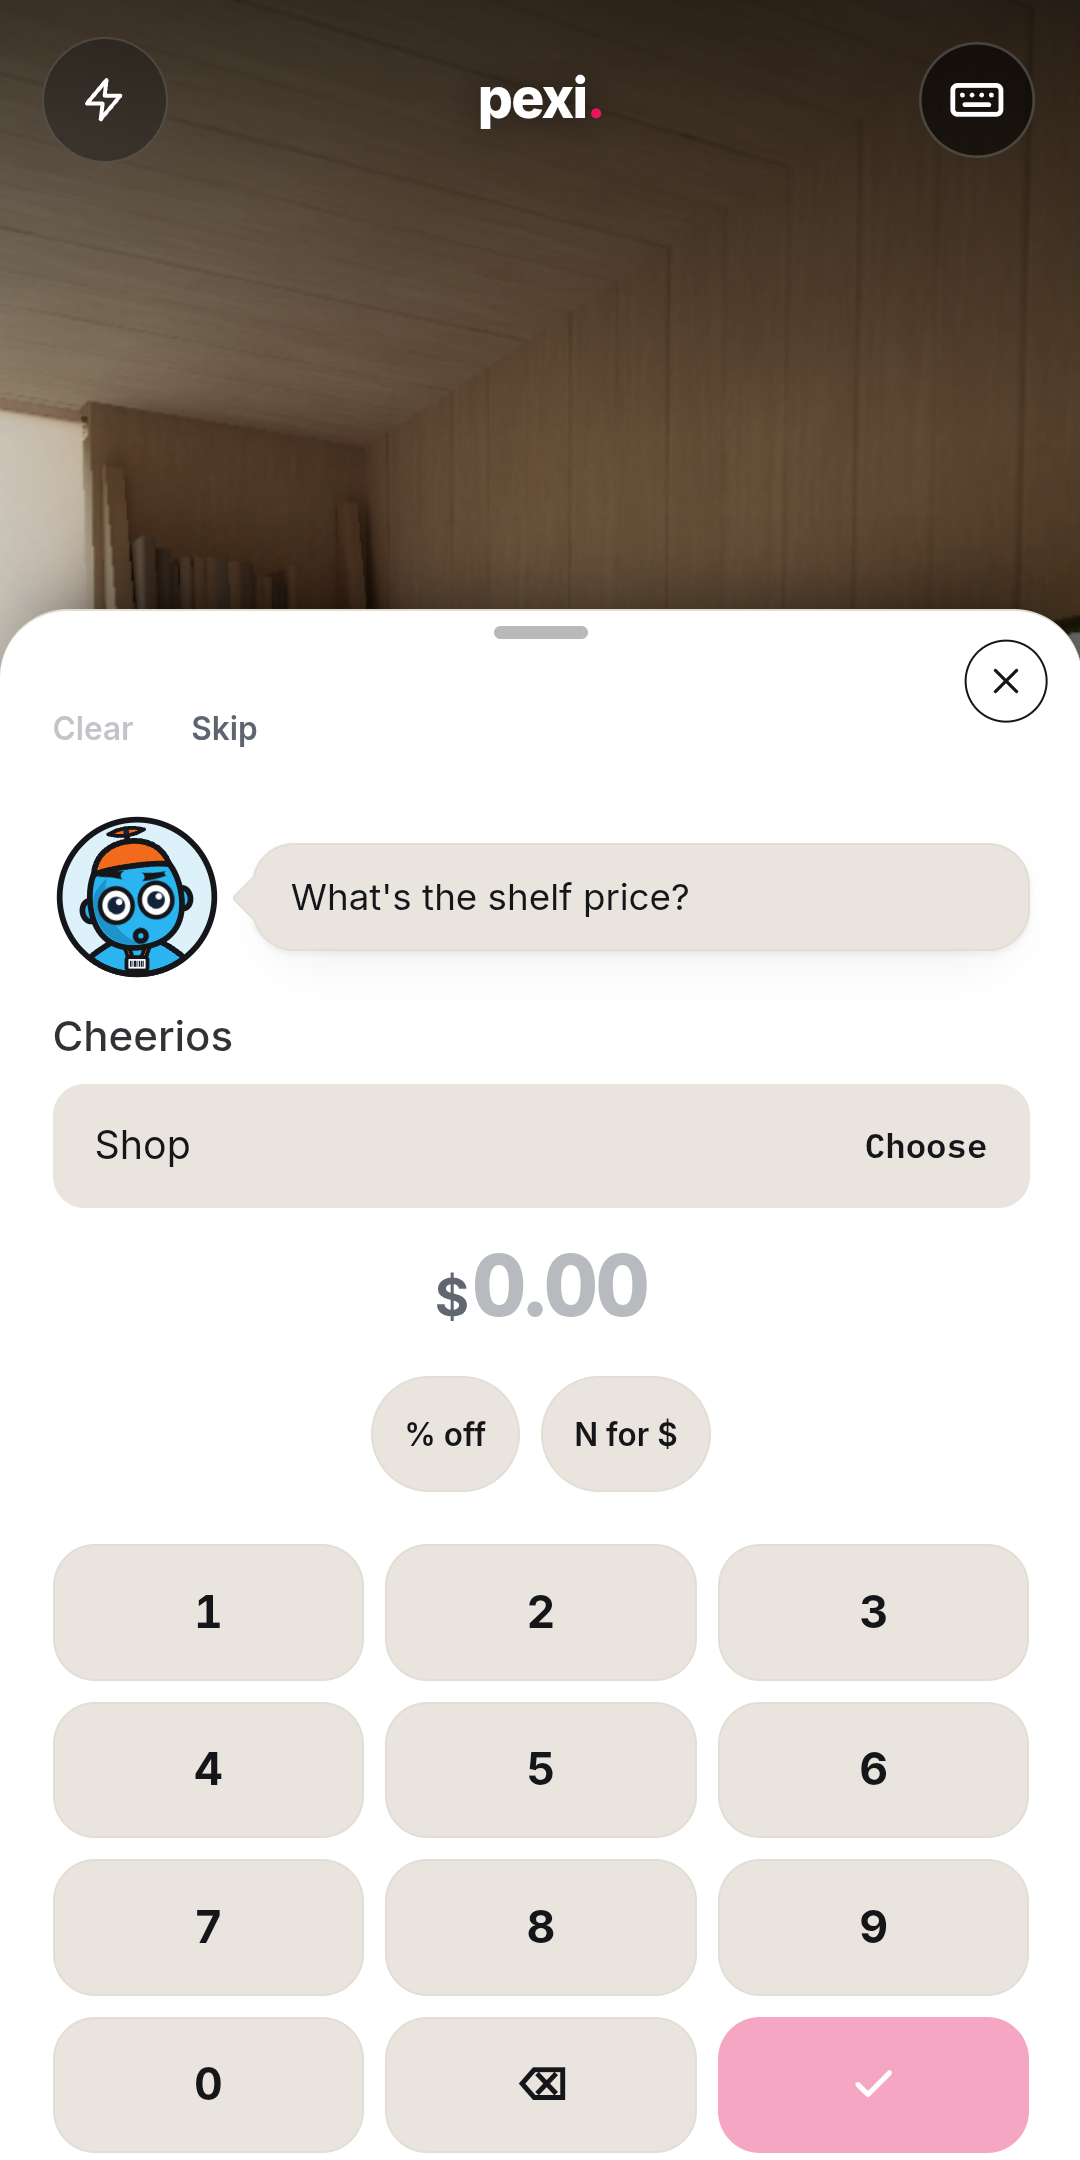 pexi.
Clear Skip
What's the shelf price?
Cheerios
Shop Choose
$0.00
% off N for $
1 2 3
4 5 6
7 8 9
0